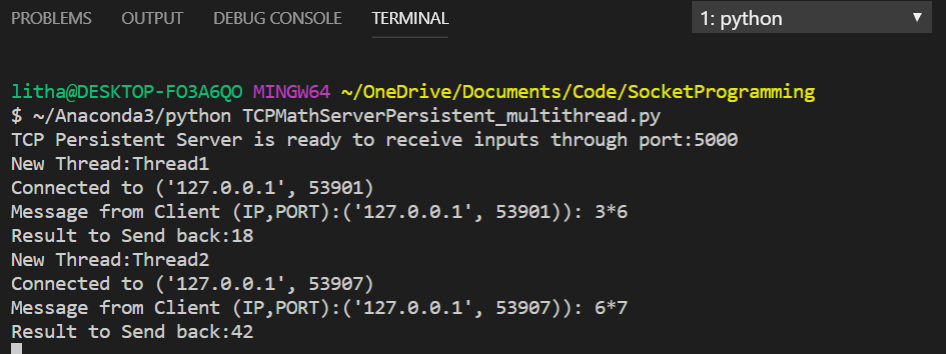 PROBLEMS OUTPUT DEBUG CONSOLE TERMINAL 1: python
litha@DESKTOP-FO3A6QO MINGW64 ~/OneDrive/Documents/Code/SocketProgramming
$ ~/Anaconda3/python TCPMathServerPersistent_multithread.py
TCP Persistent Server is ready to receive inputs through port:5000
New Thread:Thread1
Connected to ('127.0.0.1', 53901)
Message from Client (IP,PORT):('127.0.0.1', 53901)): 3*6
Result to Send back:18
New Thread:Thread2
Connected to ('127.0.0.1', 53907)
Message from Client (IP,PORT):('127.0.0.1', 53907)): 6*7
Result to Send back:42